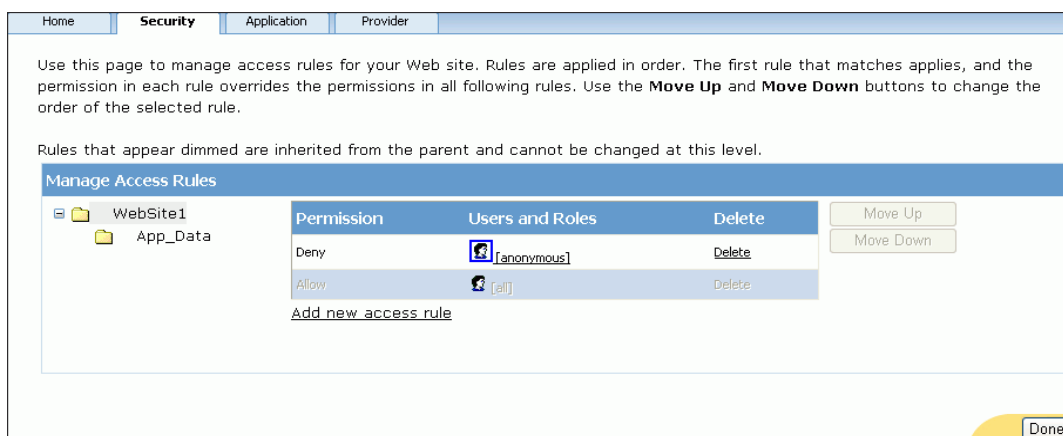 Home Security Application Provider
Use this page to manage access rules for your Web site. Rules are applied in order. The first rule that matches applies, and the
permission in each rule overrides the permissions in all following rules. Use the Move Up and Move Down buttons to change the
order of the selected rule.
Rules that appear dimmed are inherited from the parent and cannot be changed at this level.
Manage Access Rules
WebSite1
App_Data
Permission Users and Roles Delete
Deny [anonymous] Delete
Allow [all] Delete
Add new access rule
Move Up
Move Down
Done